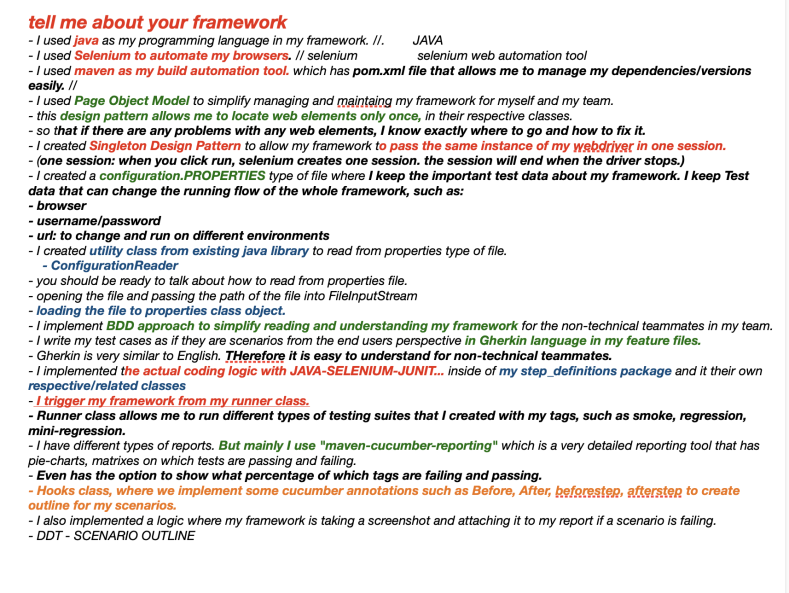 tell me about your framework
- I used java as my programming language in my framework. //. JAVA
- I used Selenium to automate my browsers. // selenium selenium web automation tool
- I used maven as my build automation tool. which has pom.xml file that allows me to manage my dependencies/versions
easily. //
- I used Page Object Model to simplify managing and maintaing my framework for myself and my team.
- this design pattern allows me to locate web elements only once, in their respective classes.
- so that if there are any problems with any web elements, I know exactly where to go and how to fix it.
- I created Singleton Design Pattern to allow my framework to pass the same instance of my webdriver in one session.
- (one session: when you click run, selenium creates one session. the session will end when the driver stops.)
- I created a configuration.PROPERTIES type of file where I keep the important test data about my framework. I keep Test
data that can change the running flow of the whole framework, such as:
- browser
- username/password
- url: to change and run on different environments
- I created utility class from existing java library to read from properties type of file.
- ConfigurationReader
- you should be ready to talk about how to read from properties file.
- opening the file and passing the path of the file into FileInputStream
- loading the file to properties class object.
- I implement BDD approach to simplify reading and understanding my framework for the non-technical teammates in my team.
- I write my test cases as if they are scenarios from the end users perspective in Gherkin language in my feature files.
- Gherkin is very similar to English. THerefore it is easy to understand for non-technical teammates.
- I implemented the actual coding logic with JAVA-SELENIUM-JUNIT... inside of my step_definitions package and it their own
respective/related classes
- I trigger my framework from my runner class.
- Runner class allows me to run different types of testing suites that I created with my tags, such as smoke, regression,
mini-regression.
- I have different types of reports. But mainly I use "maven-cucumber-reporting" which is a very detailed reporting tool that has
pie-charts, matrixes on which tests are passing and failing.
- Even has the option to show what percentage of which tags are failing and passing.
- Hooks class, where we implement some cucumber annotations such as Before, After, beforestep, afterstep to create
outline for my scenarios.
- I also implemented a logic where my framework is taking a screenshot and attaching it to my report if a scenario is failing.
- DDT - SCENARIO OUTLINE